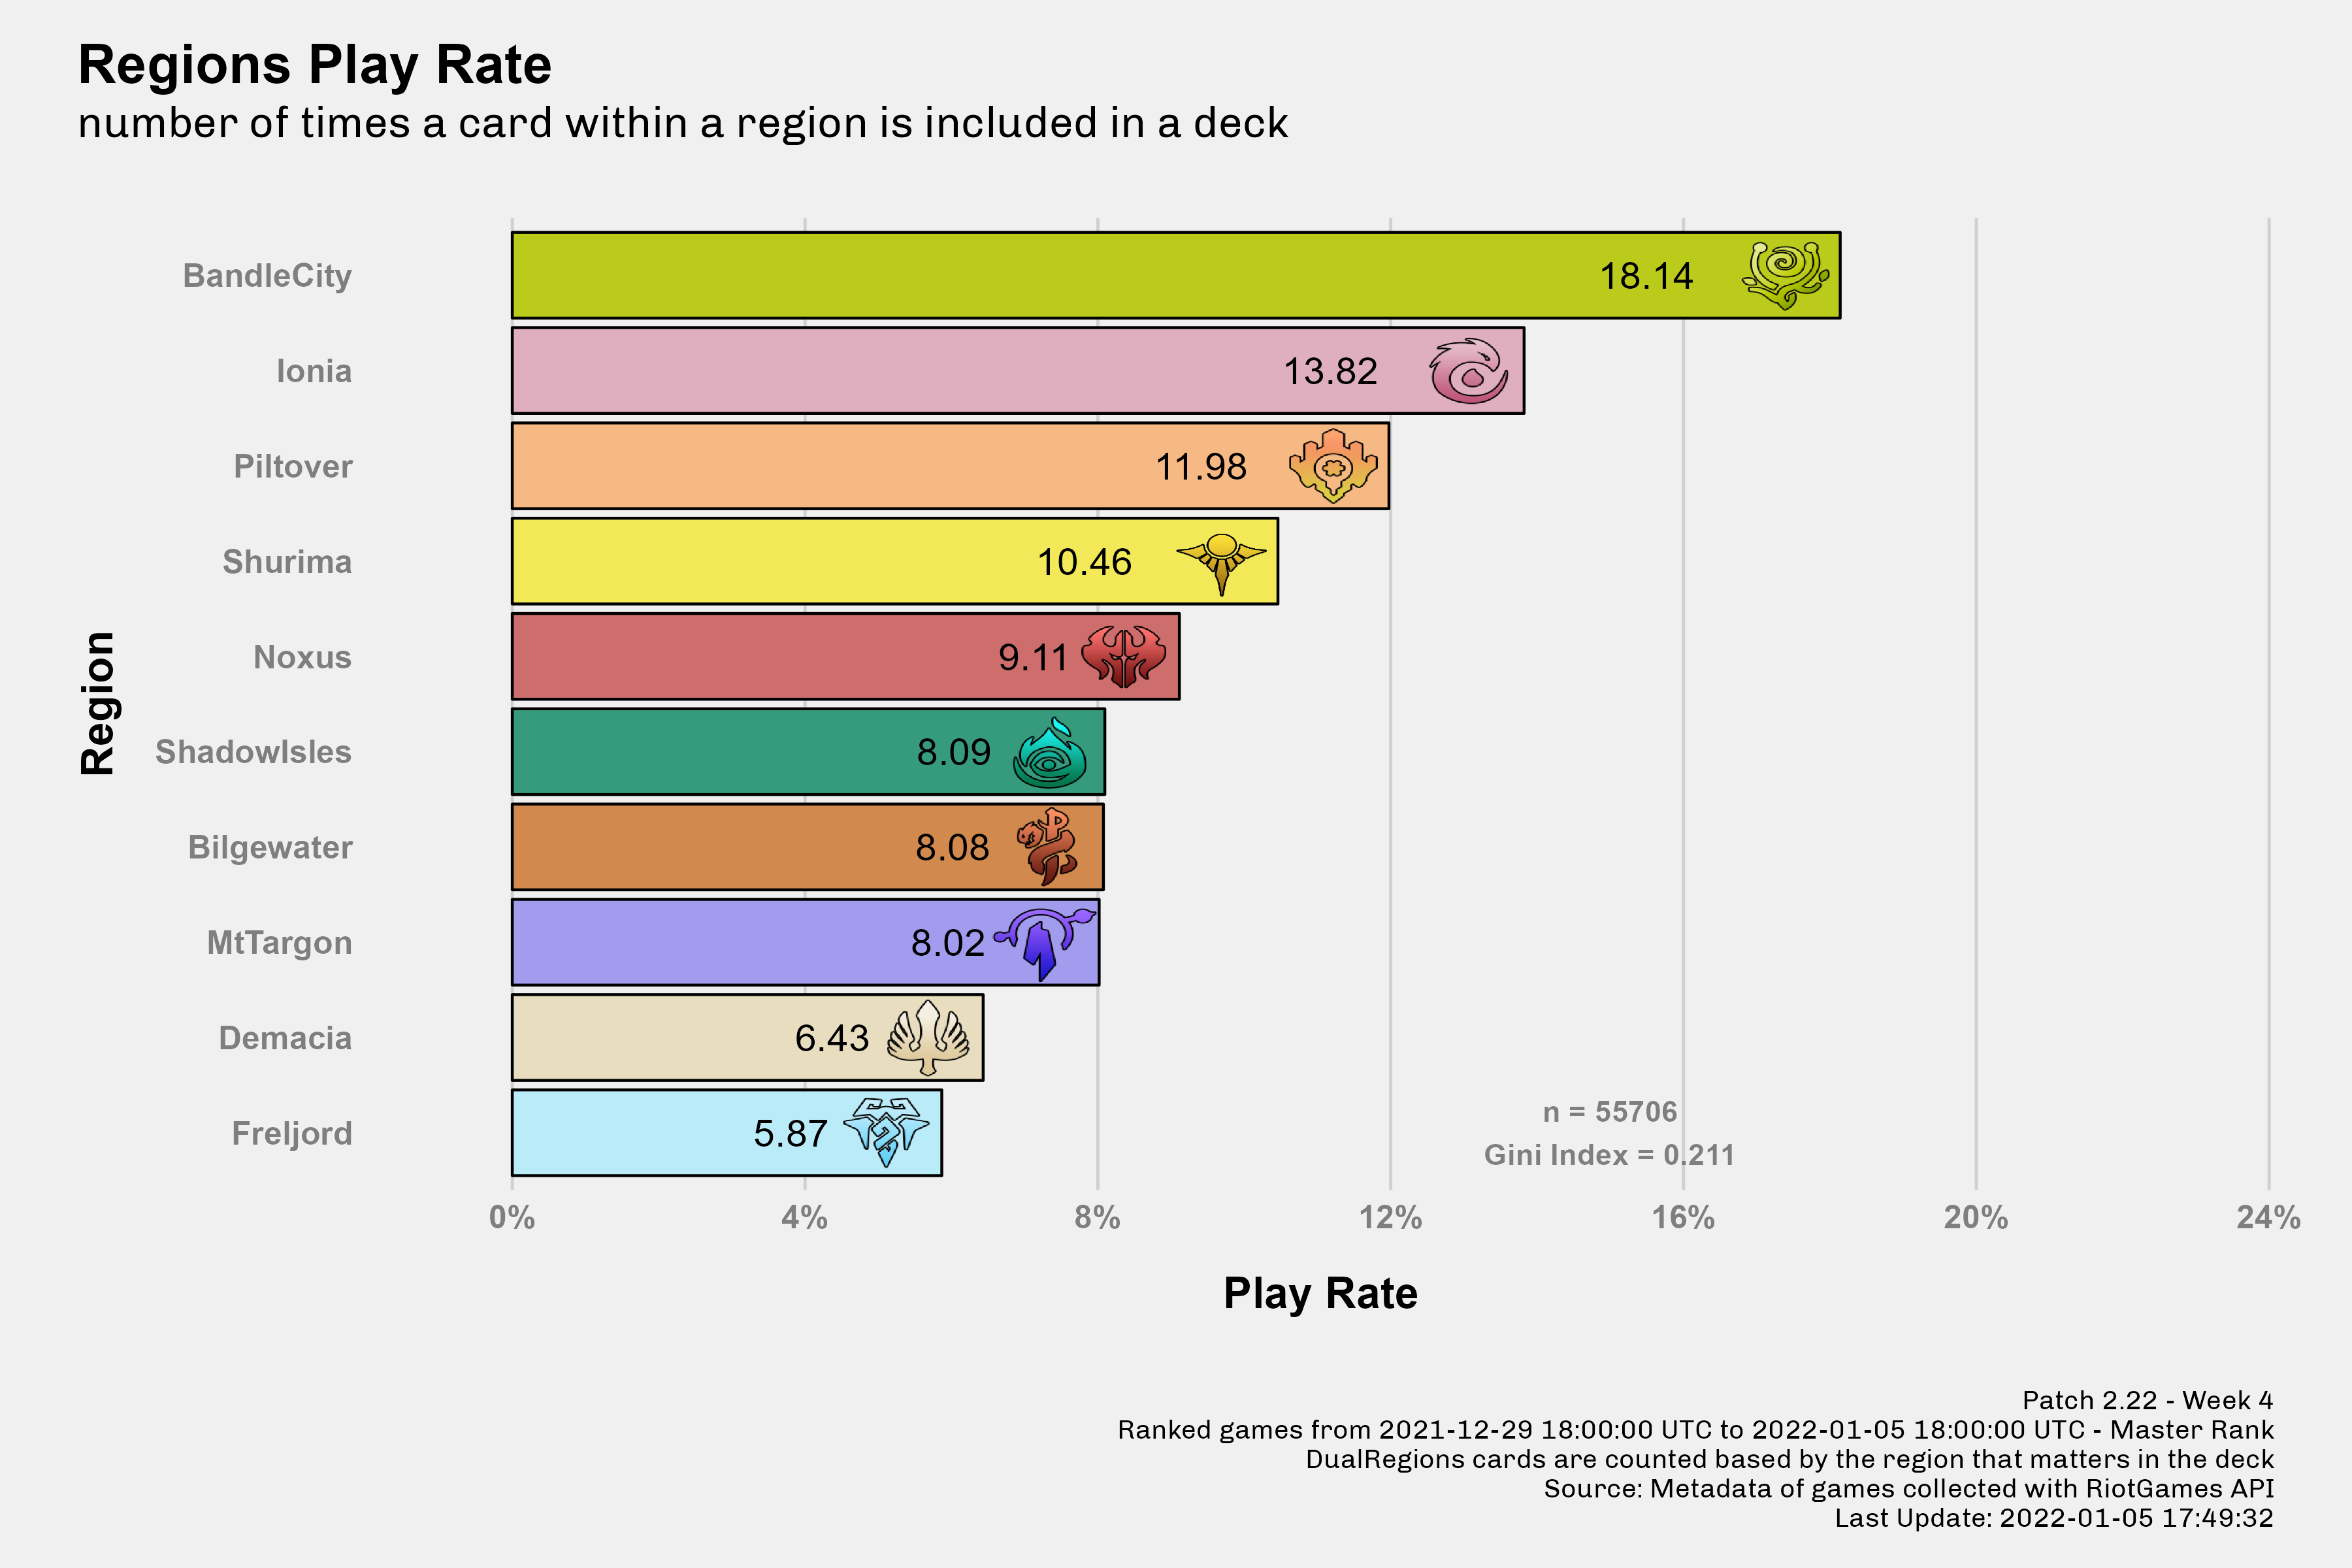 Regions Play Rate
number of times a card within a region is included in a deck
Region
BandleCity 18.14
Ionia 13.82
Piltover 11.98
Shurima 10.46
Noxus 9.11
ShadowIsles 8.09
Bilgewater 8.08
MtTargon 8.02
Demacia 6.43
Freljord 5.87
n = 55706
Gini Index = 0.211
0% 4% 8% 12% 16% 20% 24%
Play Rate
Patch 2.22 - Week 4
Ranked games from 2021-12-29 18:00:00 UTC to 2022-01-05 18:00:00 UTC - Master Rank
DualRegions cards are counted based by the region that matters in the deck
Source: Metadata of games collected with RiotGames API
Last Update: 2022-01-05 17:49:32